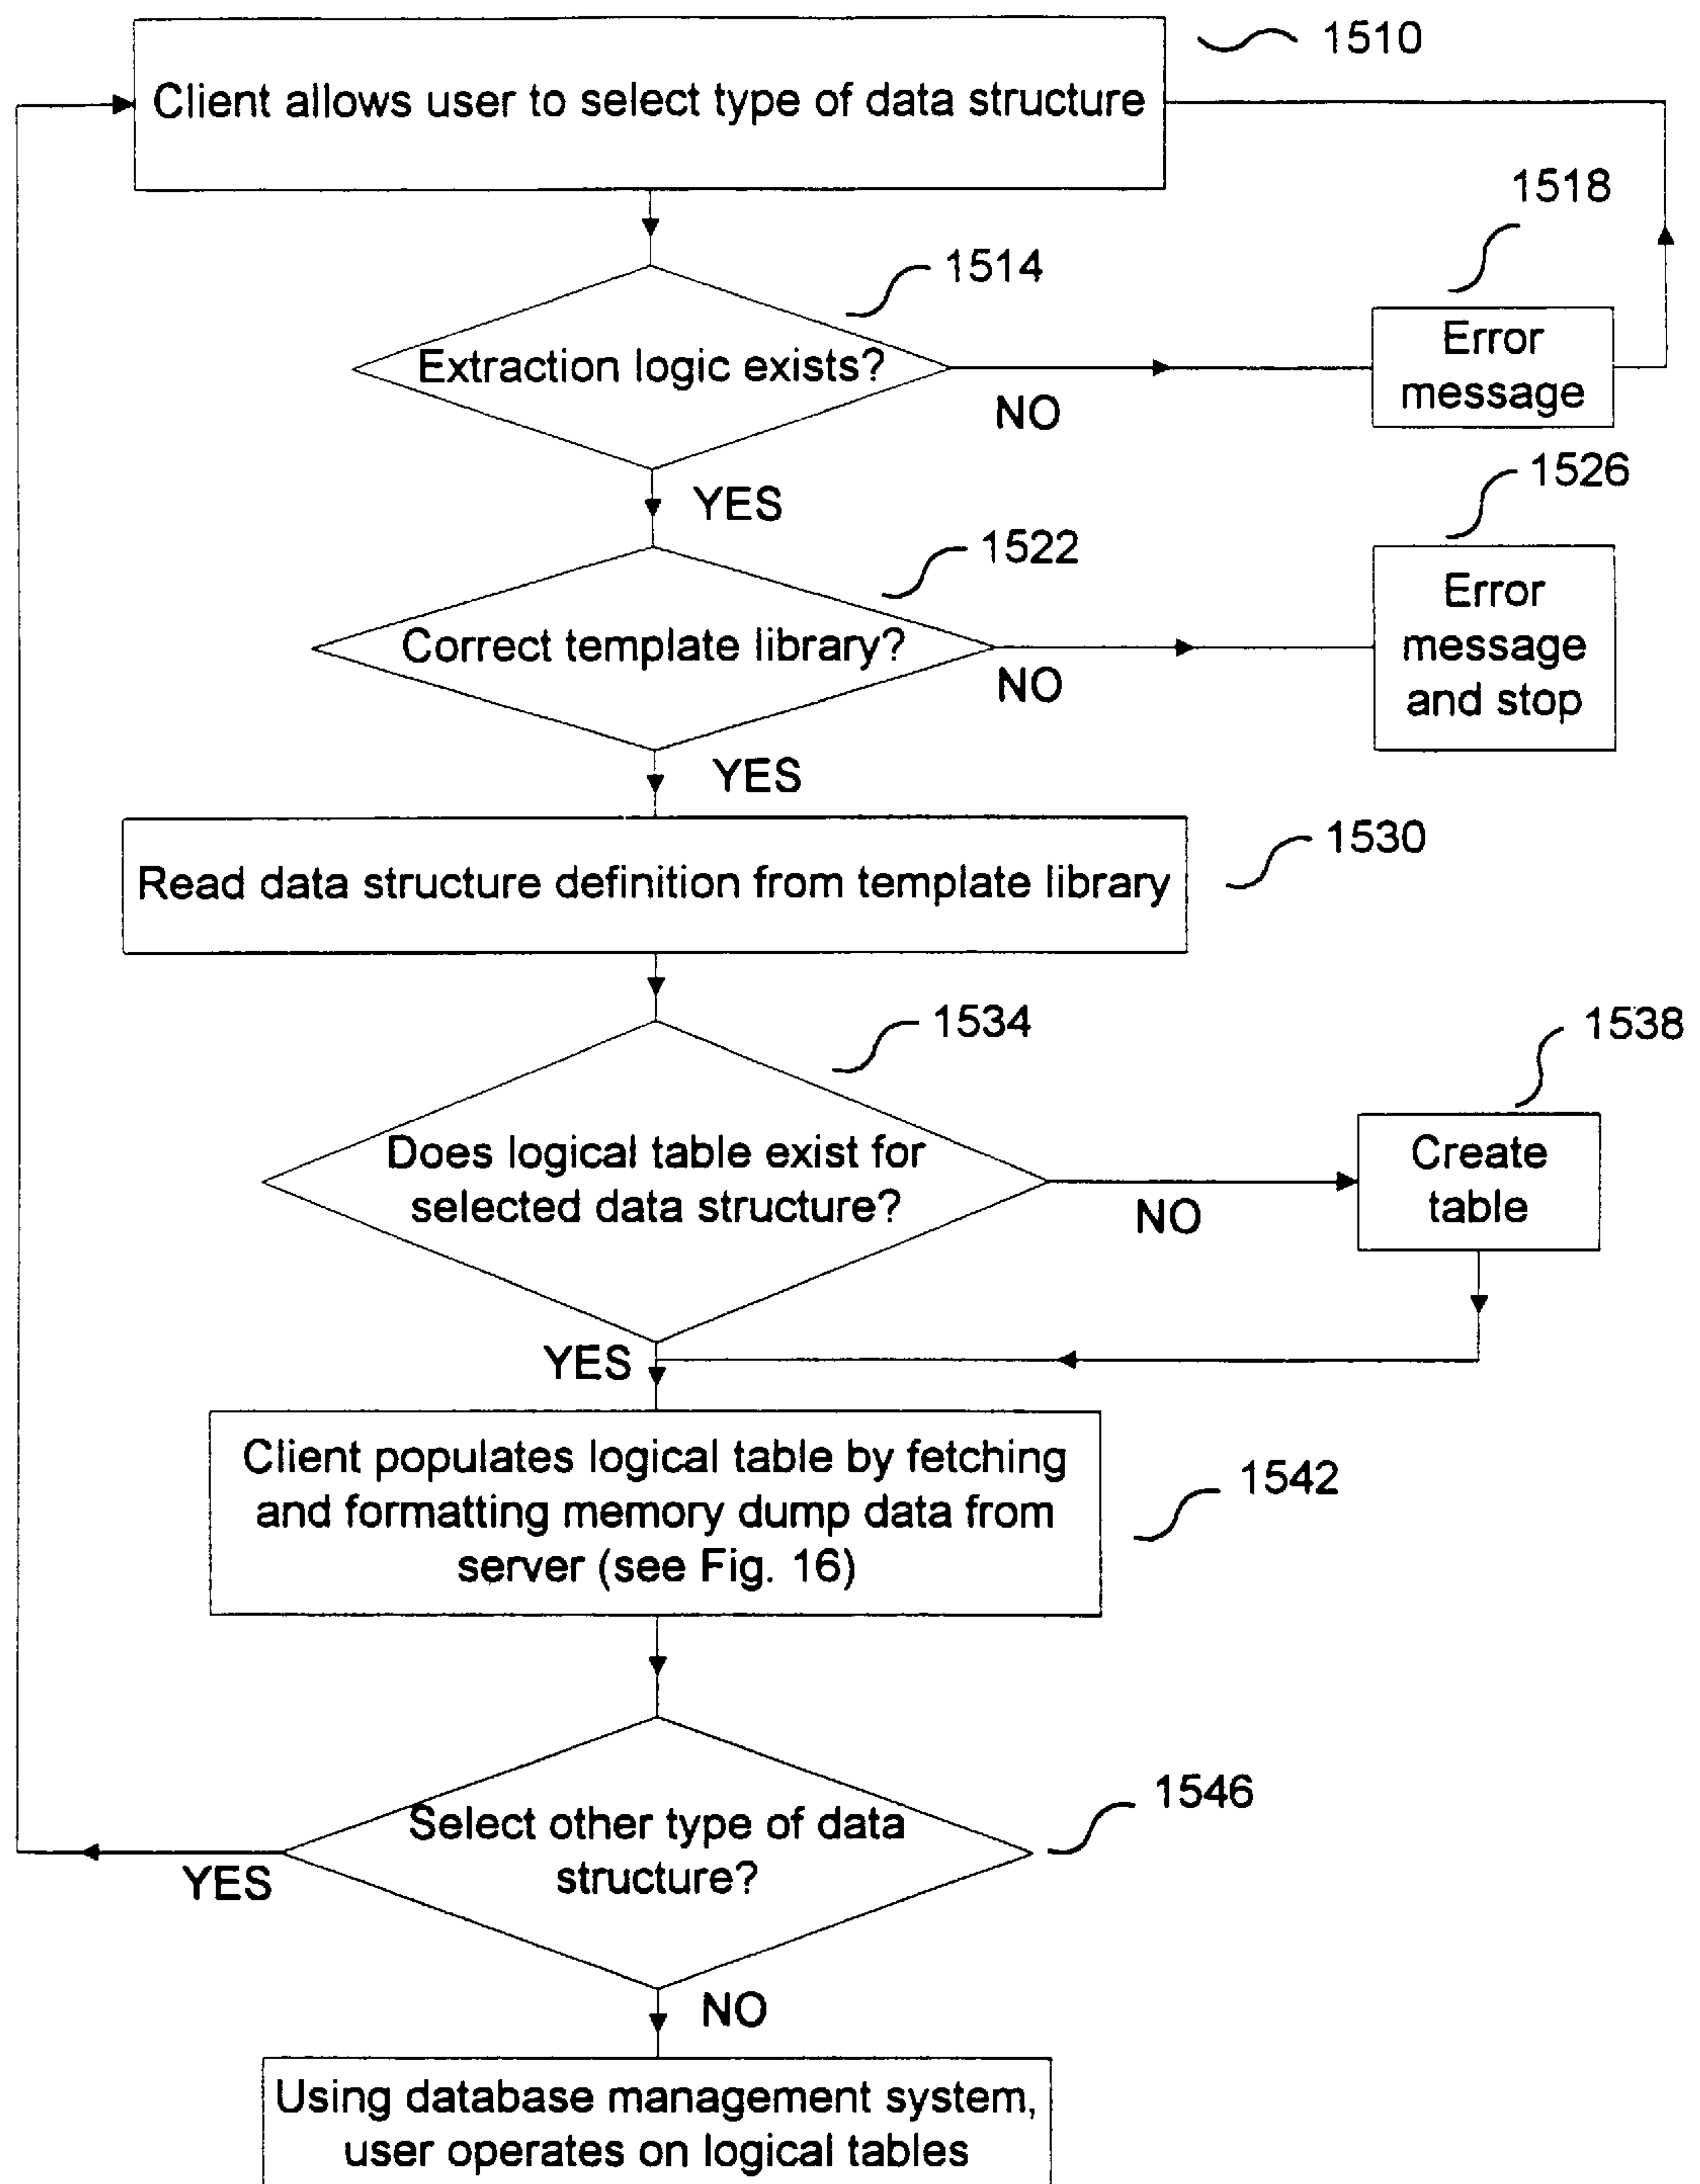 1510
Client allows user to select type of data structure
1518
1514
Extraction logic exists?
Error
message
NO
YES
1526
1522
Correct template library?
Error
message
and stop
NO
YES
1530
Read data structure definition from template library
1534
1538
Does logical table exist for
selected data structure?
Create
table
NO
YES
Client populates logical table by fetching
and formatting memory dump data from
server (see Fig. 16)
1542
1546
Select other type of data
structure?
YES
NO
Using database management system,
user operates on logical tables